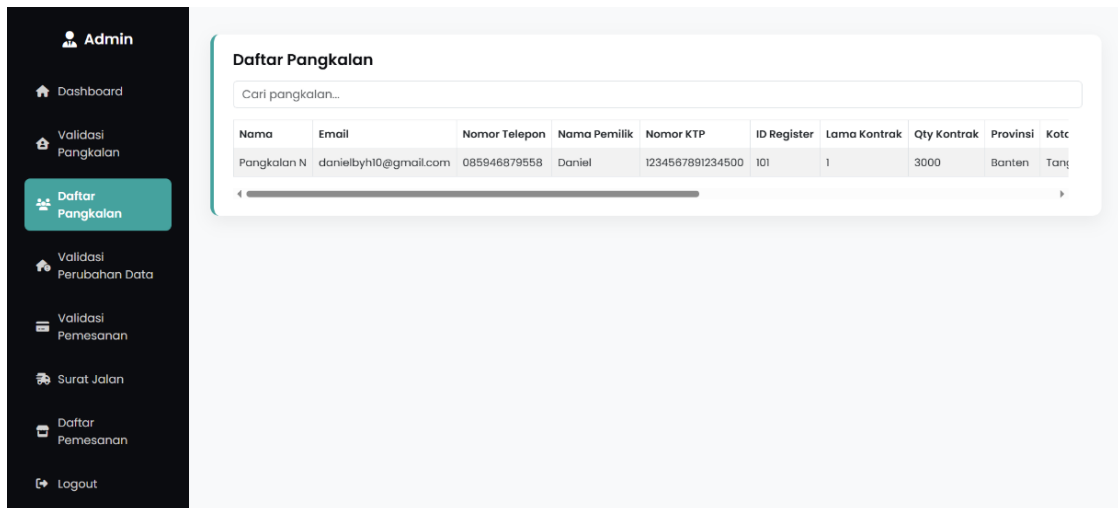 Admin
Dashboard
Validasi
Pangkalan
Daftar
Pangkalan
Validasi
Perubahan Data
Validasi
Pemesanan
Surat Jalan
Daftar
Pemesanan
Logout
Daftar Pangkalan
Cari pangkalan...
Nama Email Nomor Telepon Nama Pemilik Nomor KTP ID Register Lama Kontrak Qty Kontrak Provinsi
Pangkalan N danielbyh10@gmail.com 085946879558 Daniel 1234567891234500 101 1 3000 Banten